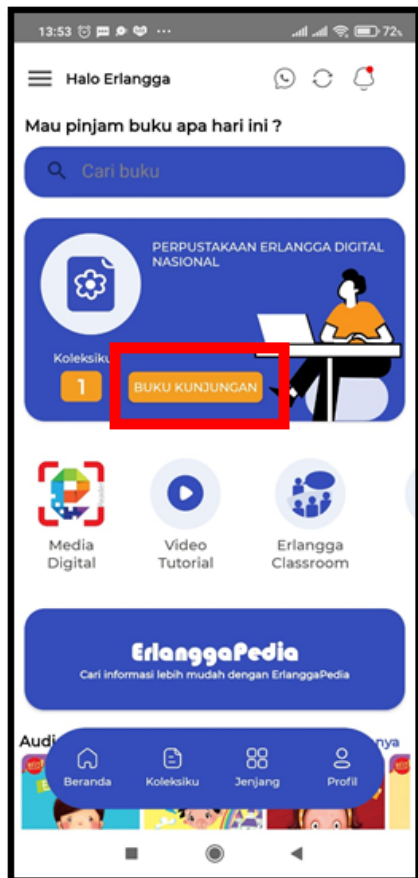 13:53 ... 72%
Halo Erlangga
Mau pinjam buku apa hari ini ?
Cari buku
PERPUSTAKAAN ERLANGGA DIGITAL
NASIONAL
Koleksiku
1
BUKU KUNJUNGAN
Media
Digital
Video
Tutorial
Erlangga
Classroom
ErlanggaPedia
Cari informasi lebih mudah dengan ErlanggaPedia
Audi
nya
Beranda
Koleksiku
Jenjang
Profil